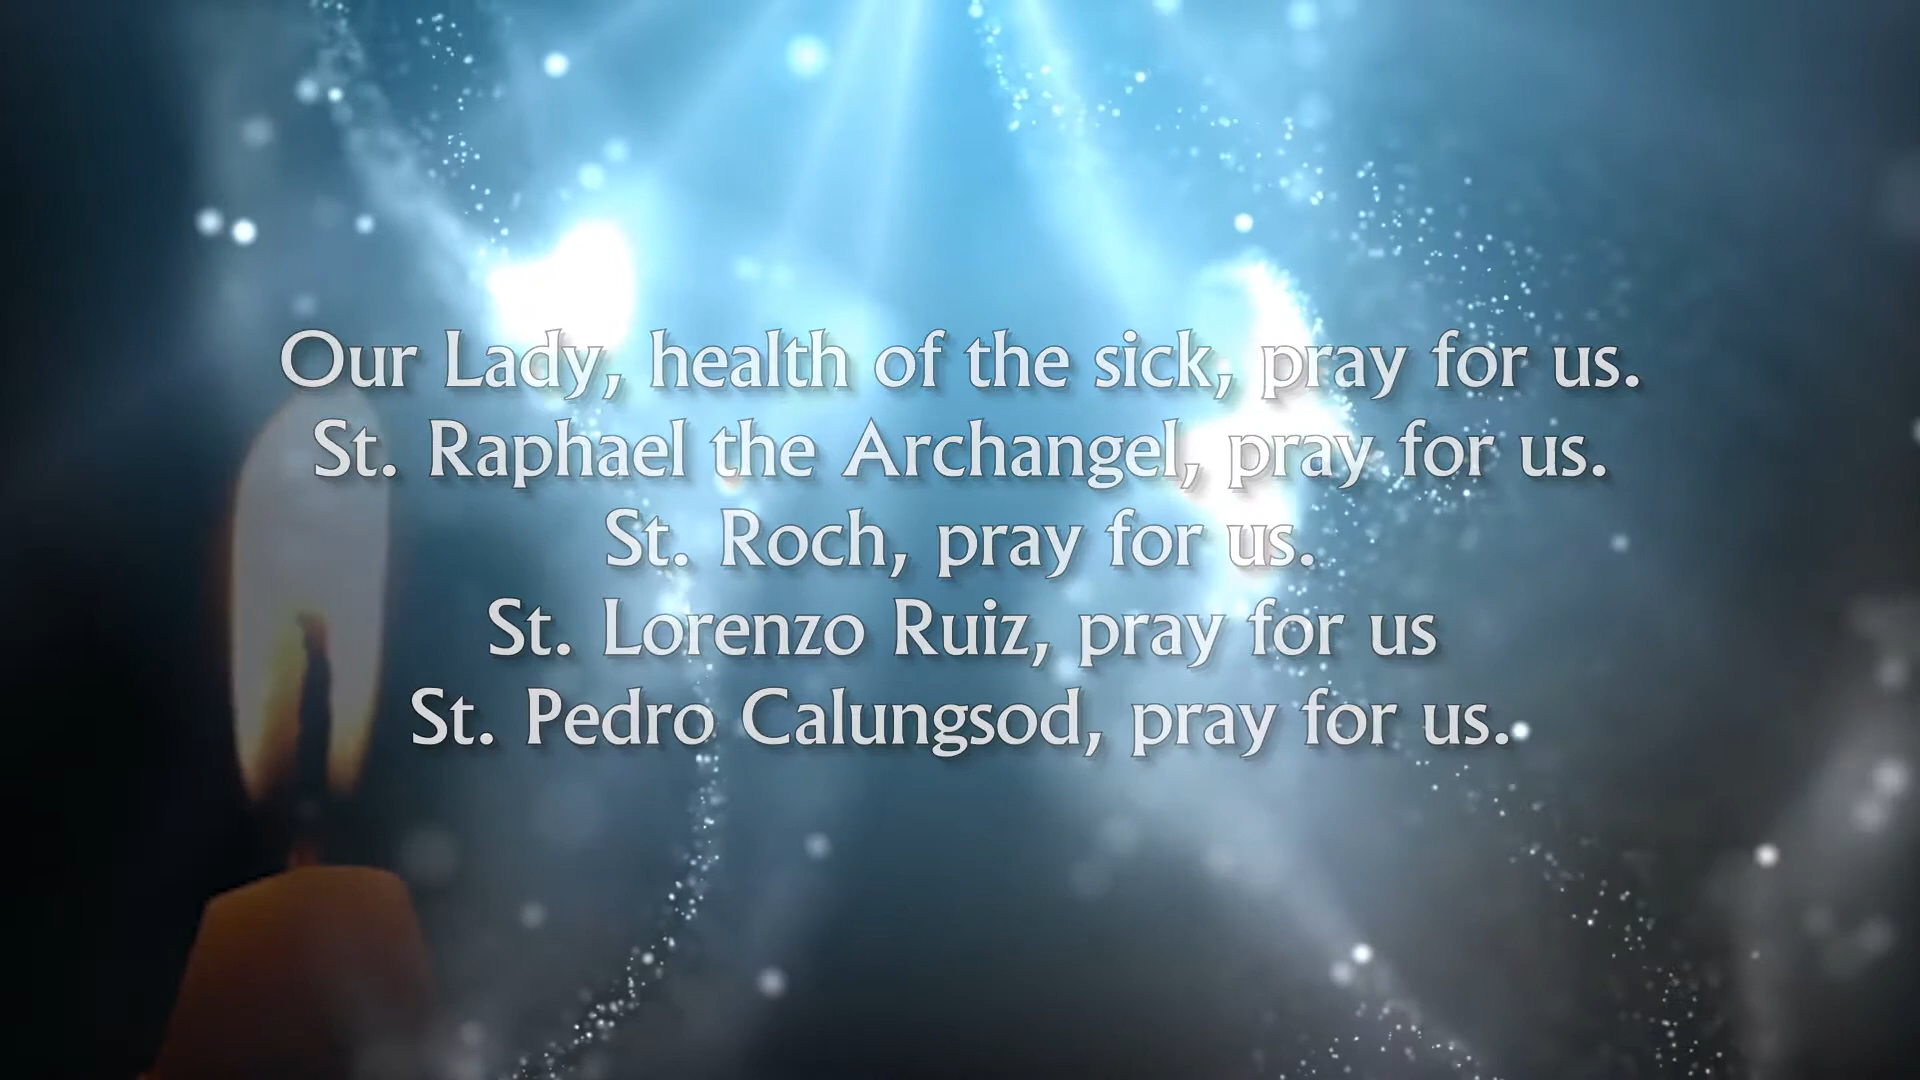 Our Lady, health of the sick, pray for us.
St. Raphael the Archangel, pray for us.
St. Roch, pray for us.
St. Lorenzo Ruiz, pray for us
St. Pedro Calungsod, pray for us.